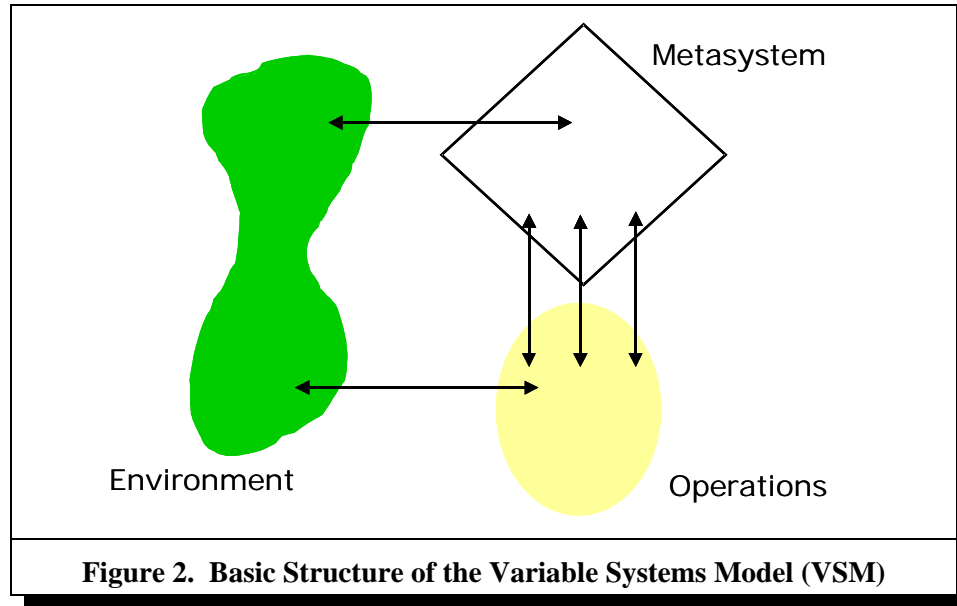 Metasystem
Environment
Operations
Figure 2. Basic Structure of the Variable Systems Model (VSM)